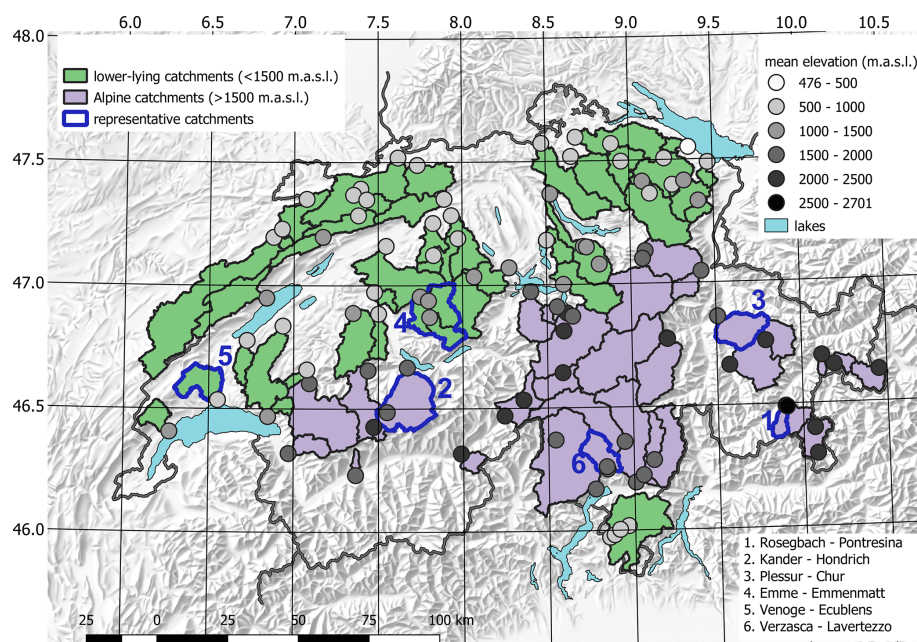 6.0 6.5 7.0 7.5 8.0 8.5 9.0 9.5 10.0 10.5
48.0
lower-lying catchments (<1500 m.a.s.l.)
Alpine catchments (>1500 m.a.s.l.)
representative catchments
mean elevation (m.a.s.l.)
476 - 500
500 - 1000
1000 - 1500
1500 - 2000
2000 - 2500
2500 - 2701
lakes
47.5
47.0
3
4
5
2
46.5
1
6
46.0
1. Rosegbach - Pontresina
2. Kander - Hondrich
3. Plessur - Chur
4. Emme - Emmenmatt
5. Venoge - Ecublens
6. Verzasca - Lavertezzo
25 0 25 50 75 100 km